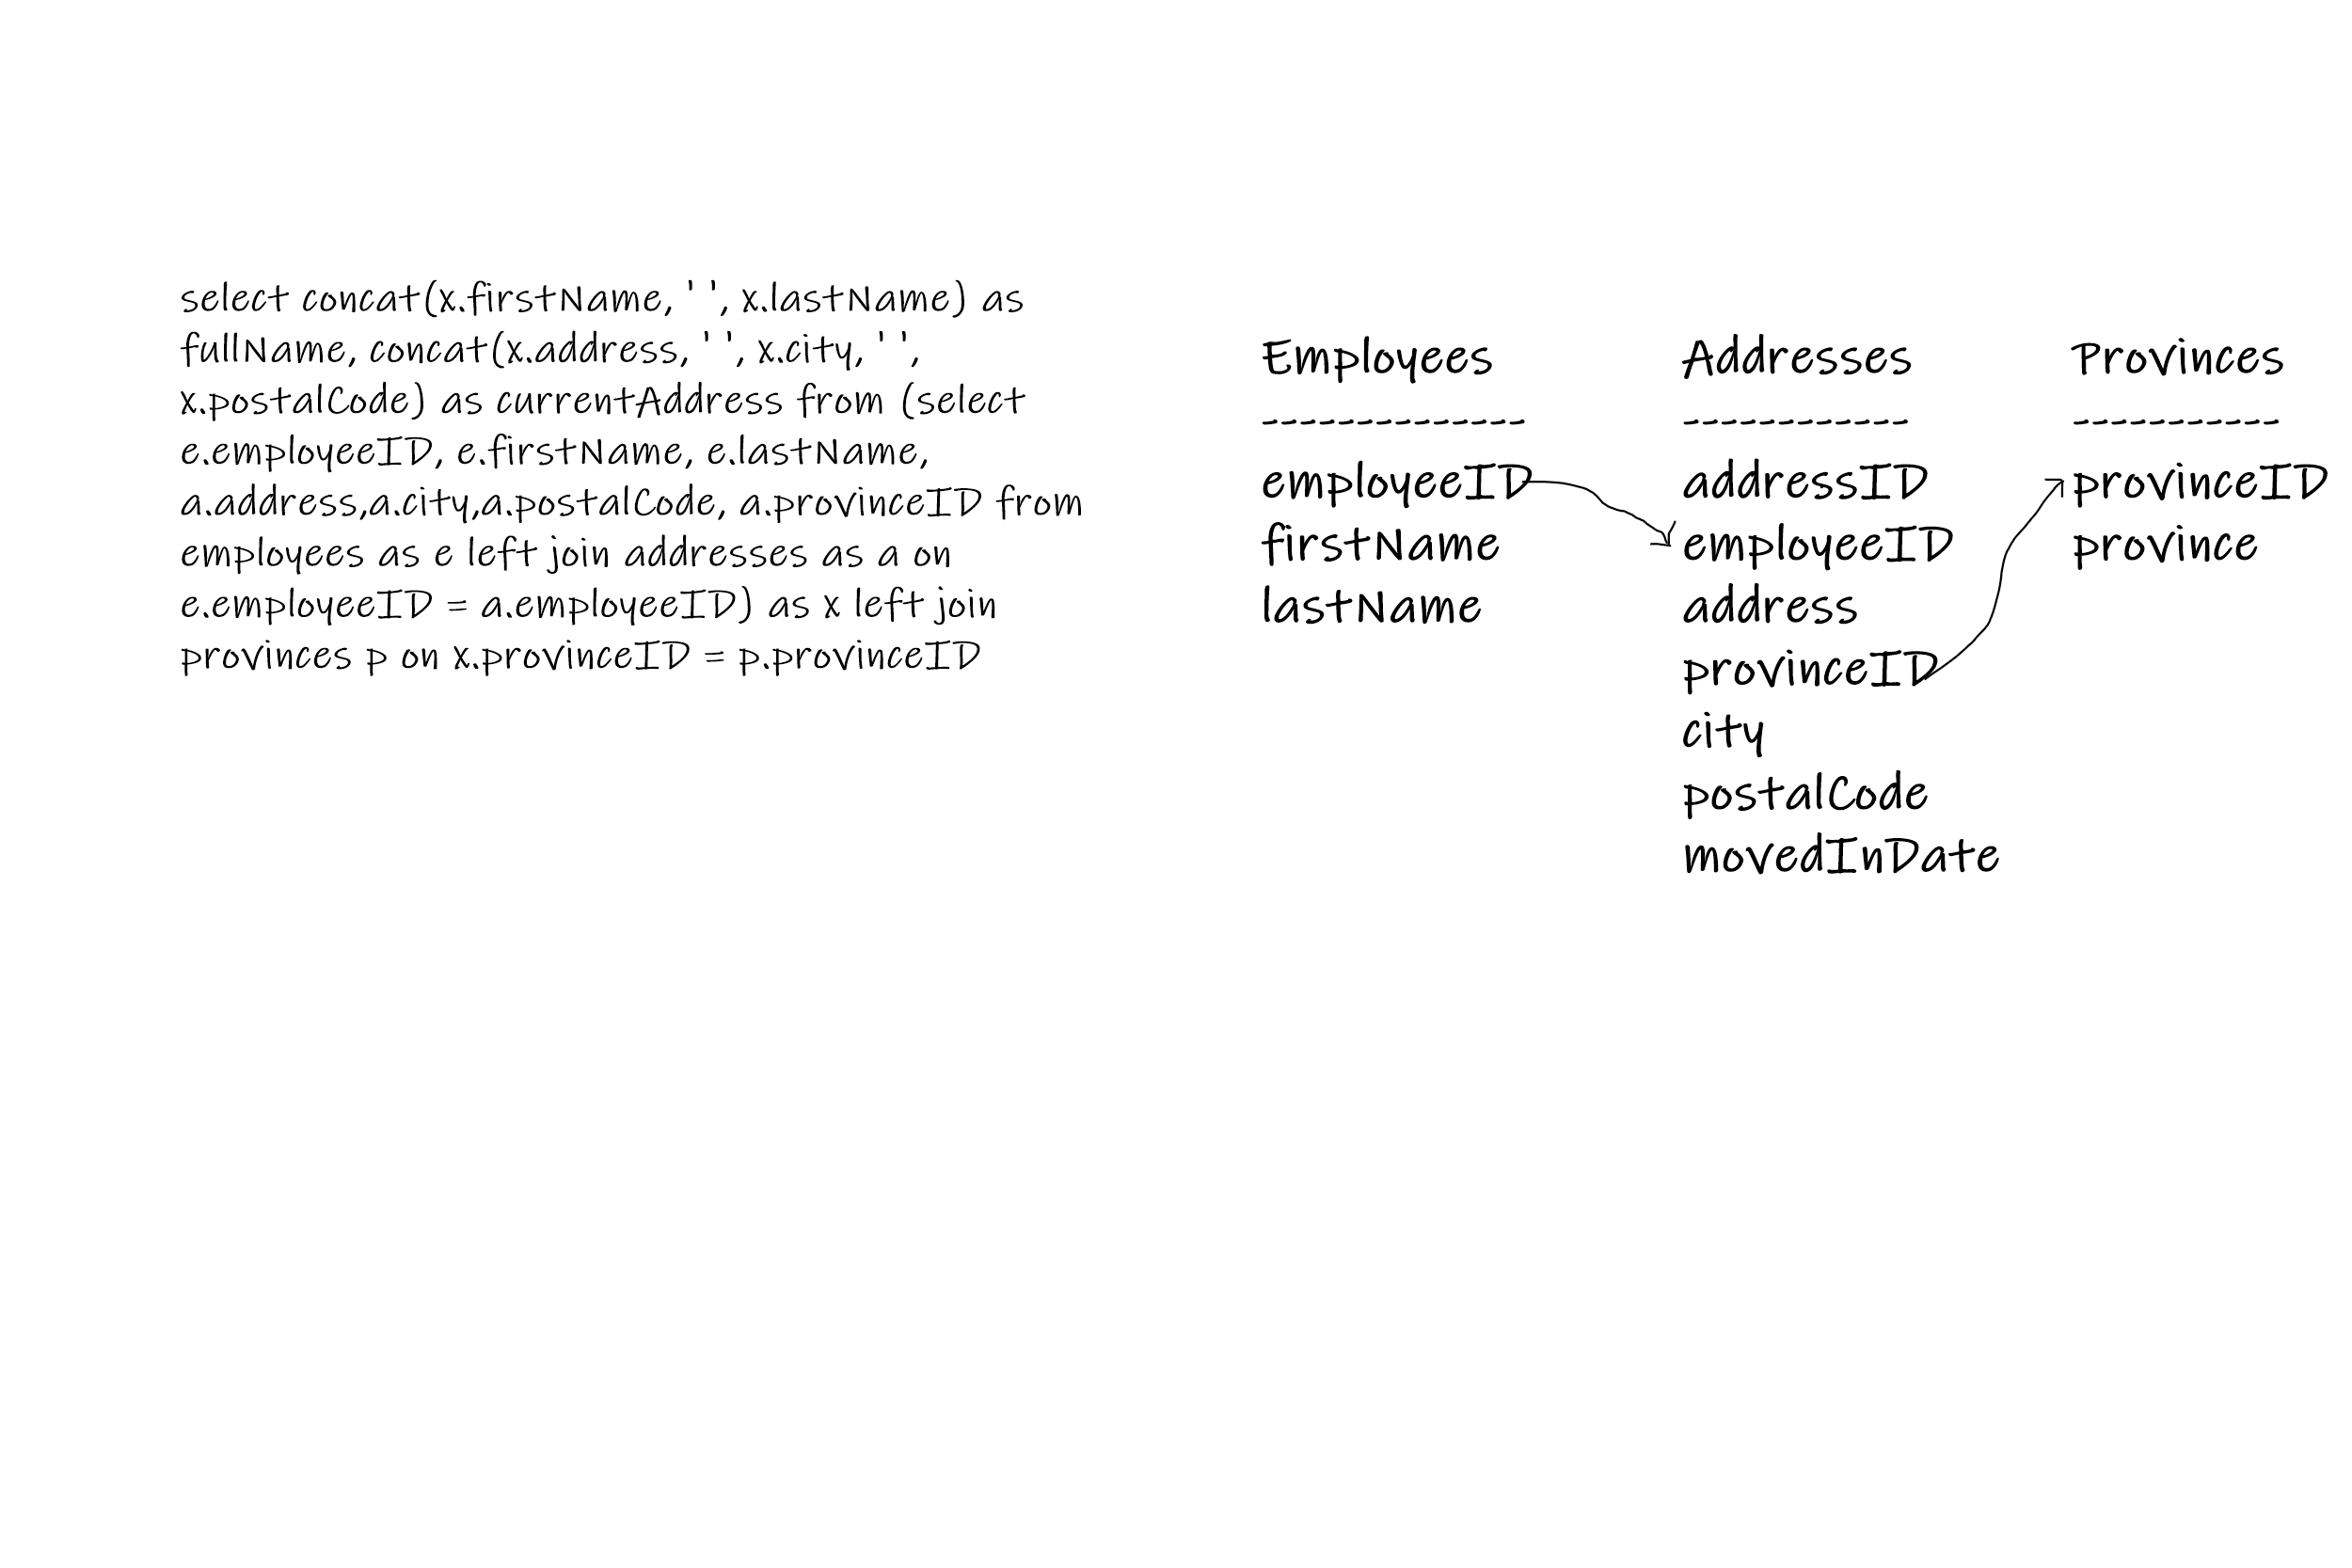 select concat(x.firstName, ' ', x.lastName) as
fullName, concat(x.address, ' ', x.city, ' ',
x.postalCode) as currentAddress from (select
e.employeeID, e.firstName, e.lastName,
a.address,a.city,a.postalCode, a.provinceID from
employees as e left join addresses as a on
e.employeeID = a.employeeID) as x left join
provinces p on x.provinceID = p.provinceID
Employees
--------------
employeeID
firstName
lastName
Addresses
------------
addressID
employeeID
address
provinceID
city
postalCode
movedInDate
Provinces
-----------
provinceID
province